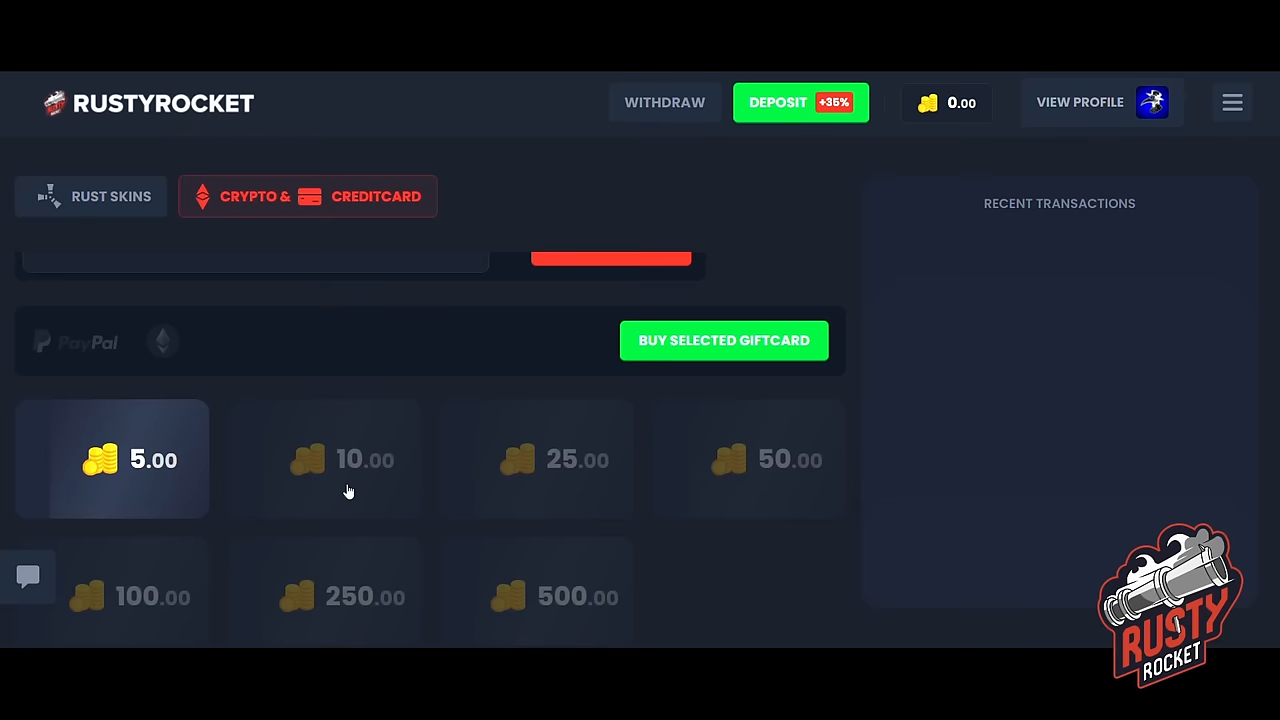 RUSTYROCKET
WITHDRAW
DEPOSIT +35%
0.00
VIEW PROFILE
RUST SKINS
CRYPTO & CREDITCARD
RECENT TRANSACTIONS
PayPal
BUY SELECTED GIFTCARD
5.00
10.00
25.00
50.00
100.00
250.00
500.00
RUSTY
ROCKET